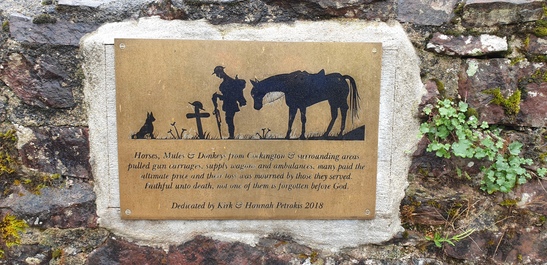 Horses, Mules & Donkeys from Cockington & surrounding areas,
pulled gun carriages, supply wagons and ambulances, many paid the
ultimate price and their loss was mourned by those they served.
Faithful unto death, not one of them is forgotten before God.
Dedicated by Kirk & Hannah Petrakis 2018